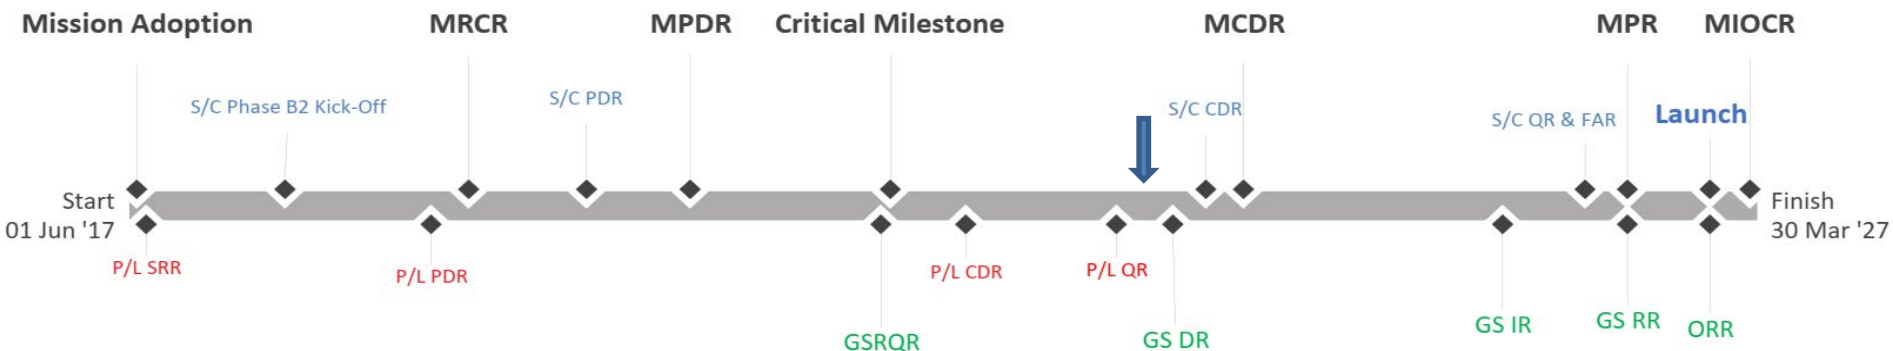 Mission Adoption
MRCR
MPDR
Critical Milestone
MCDR
MPR
MIOCR
S/C Phase B2 Kick-Off
S/C PDR
S/C CDR
S/C QR & FAR
Launch
Start
01 Jun '17
Finish
30 Mar '27
P/L SRR
P/L PDR
P/L CDR
P/L QR
GSRQR
GS DR
GS IR
GS RR
ORR